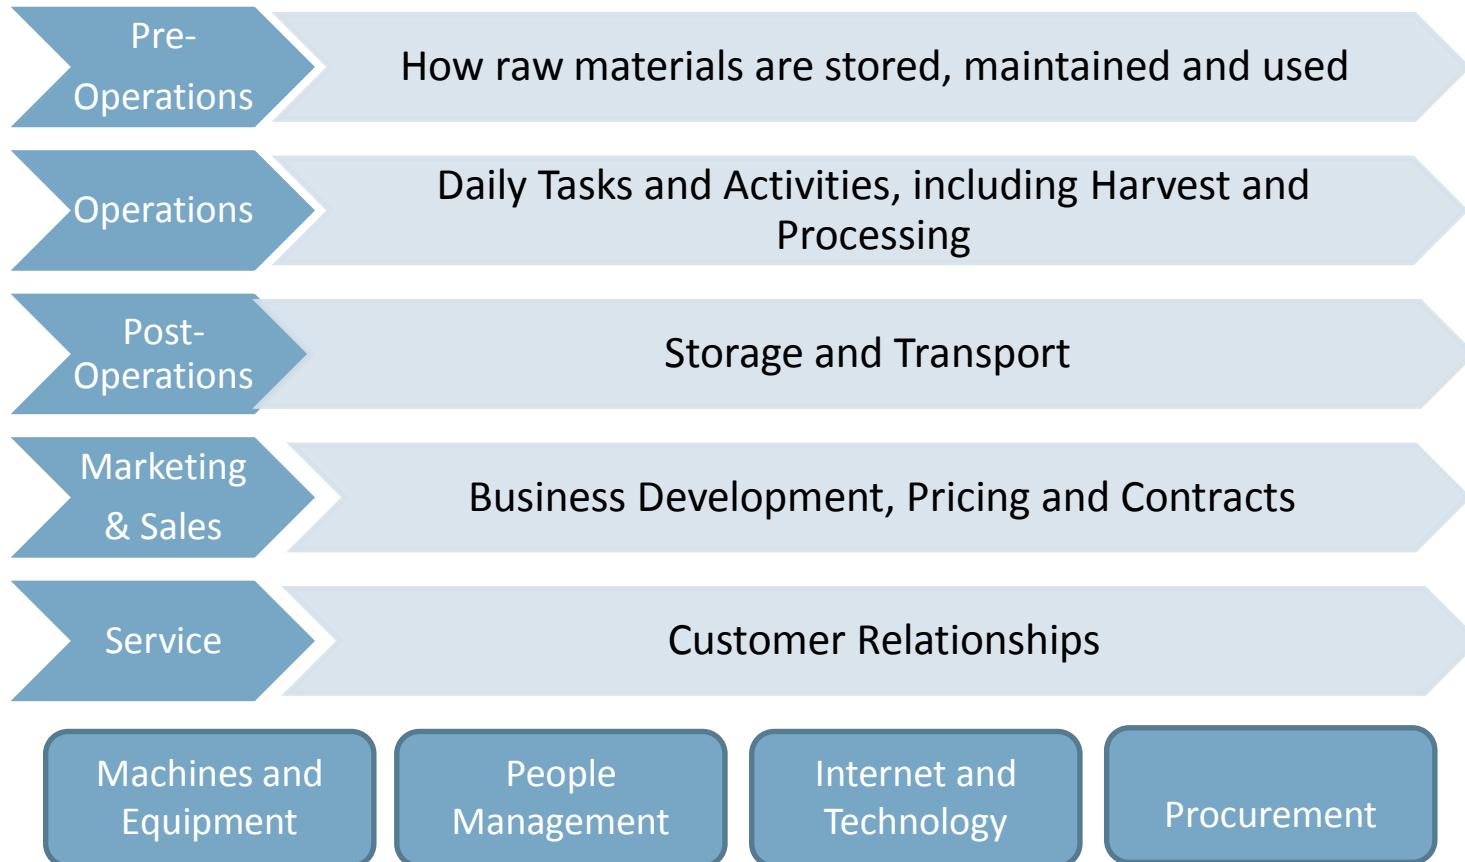 Pre-
Operations
How raw materials are stored, maintained and used
Operations
Daily Tasks and Activities, including Harvest and
Processing
Post-
Operations
Storage and Transport
Marketing
& Sales
Business Development, Pricing and Contracts
Service
Customer Relationships
Machines and
Equipment
People
Management
Internet and
Technology
Procurement